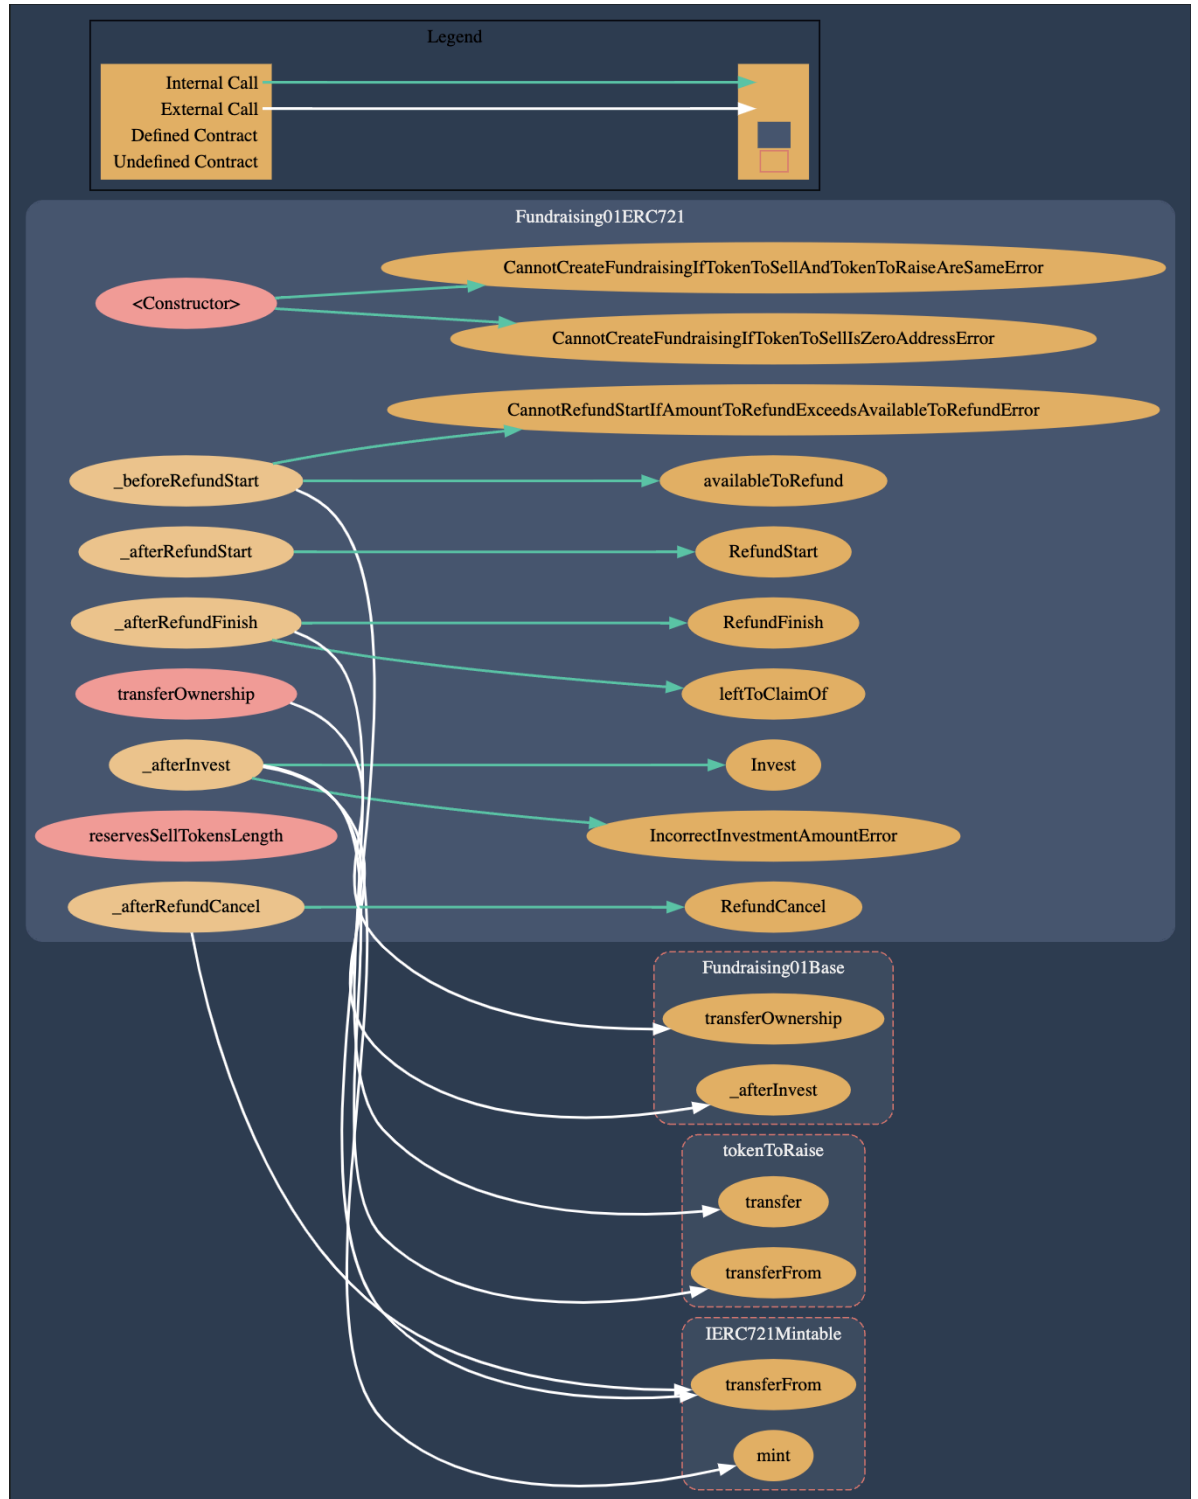 Legend
Internal Call
External Call
Defined Contract
Undefined Contract
Fundraising01ERC721
CannotCreateFundraisingIfTokenToSellAndTokenToRaiseAreSameError
<Constructor>
CannotCreateFundraisingIfTokenToSellIsZeroAddressError
CannotRefundStartIfAmountToRefundExceedsAvailableToRefundError
_beforeRefundStart
availableToRefund
_afterRefundStart
RefundStart
_afterRefundFinish
RefundFinish
transferOwnership
leftToClaimOf
_afterInvest
Invest
reservesSellTokensLength
IncorrectInvestmentAmountError
_afterRefundCancel
RefundCancel
Fundraising01Base
transferOwnership
_afterInvest
tokenToRaise
transfer
transferFrom
IERC721Mintable
transferFrom
mint